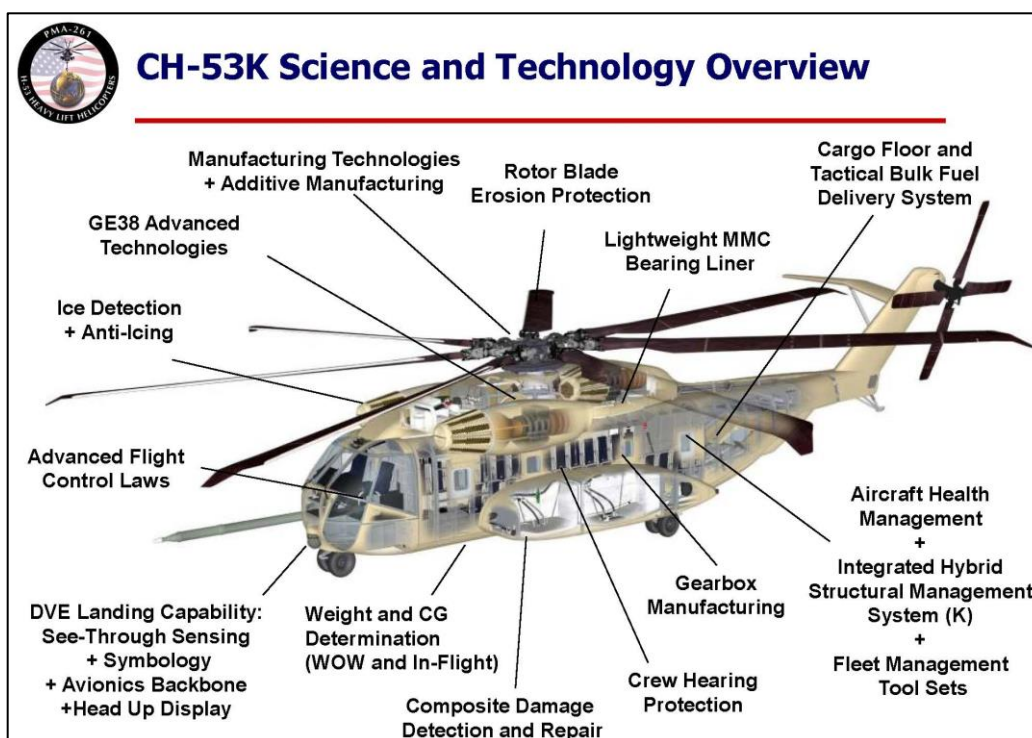 PMA-261
H-53 HEAVY LIFT HELICOPTERS
CH-53K Science and Technology Overview
Manufacturing Technologies
+ Additive Manufacturing
Rotor Blade
Erosion Protection
Cargo Floor and
Tactical Bulk Fuel
Delivery System
GE38 Advanced
Technologies
Lightweight MMC
Bearing Liner
Ice Detection
+ Anti-Icing
Advanced Flight
Control Laws
Aircraft Health
Management
+
Integrated Hybrid
Structural Management
System (K)
+
Fleet Management
Tool Sets
Gearbox
Manufacturing
DVE Landing Capability:
See-Through Sensing
+ Symbology
+ Avionics Backbone
+Head Up Display
Weight and CG
Determination
(WOW and In-Flight)
Crew Hearing
Protection
Composite Damage
Detection and Repair